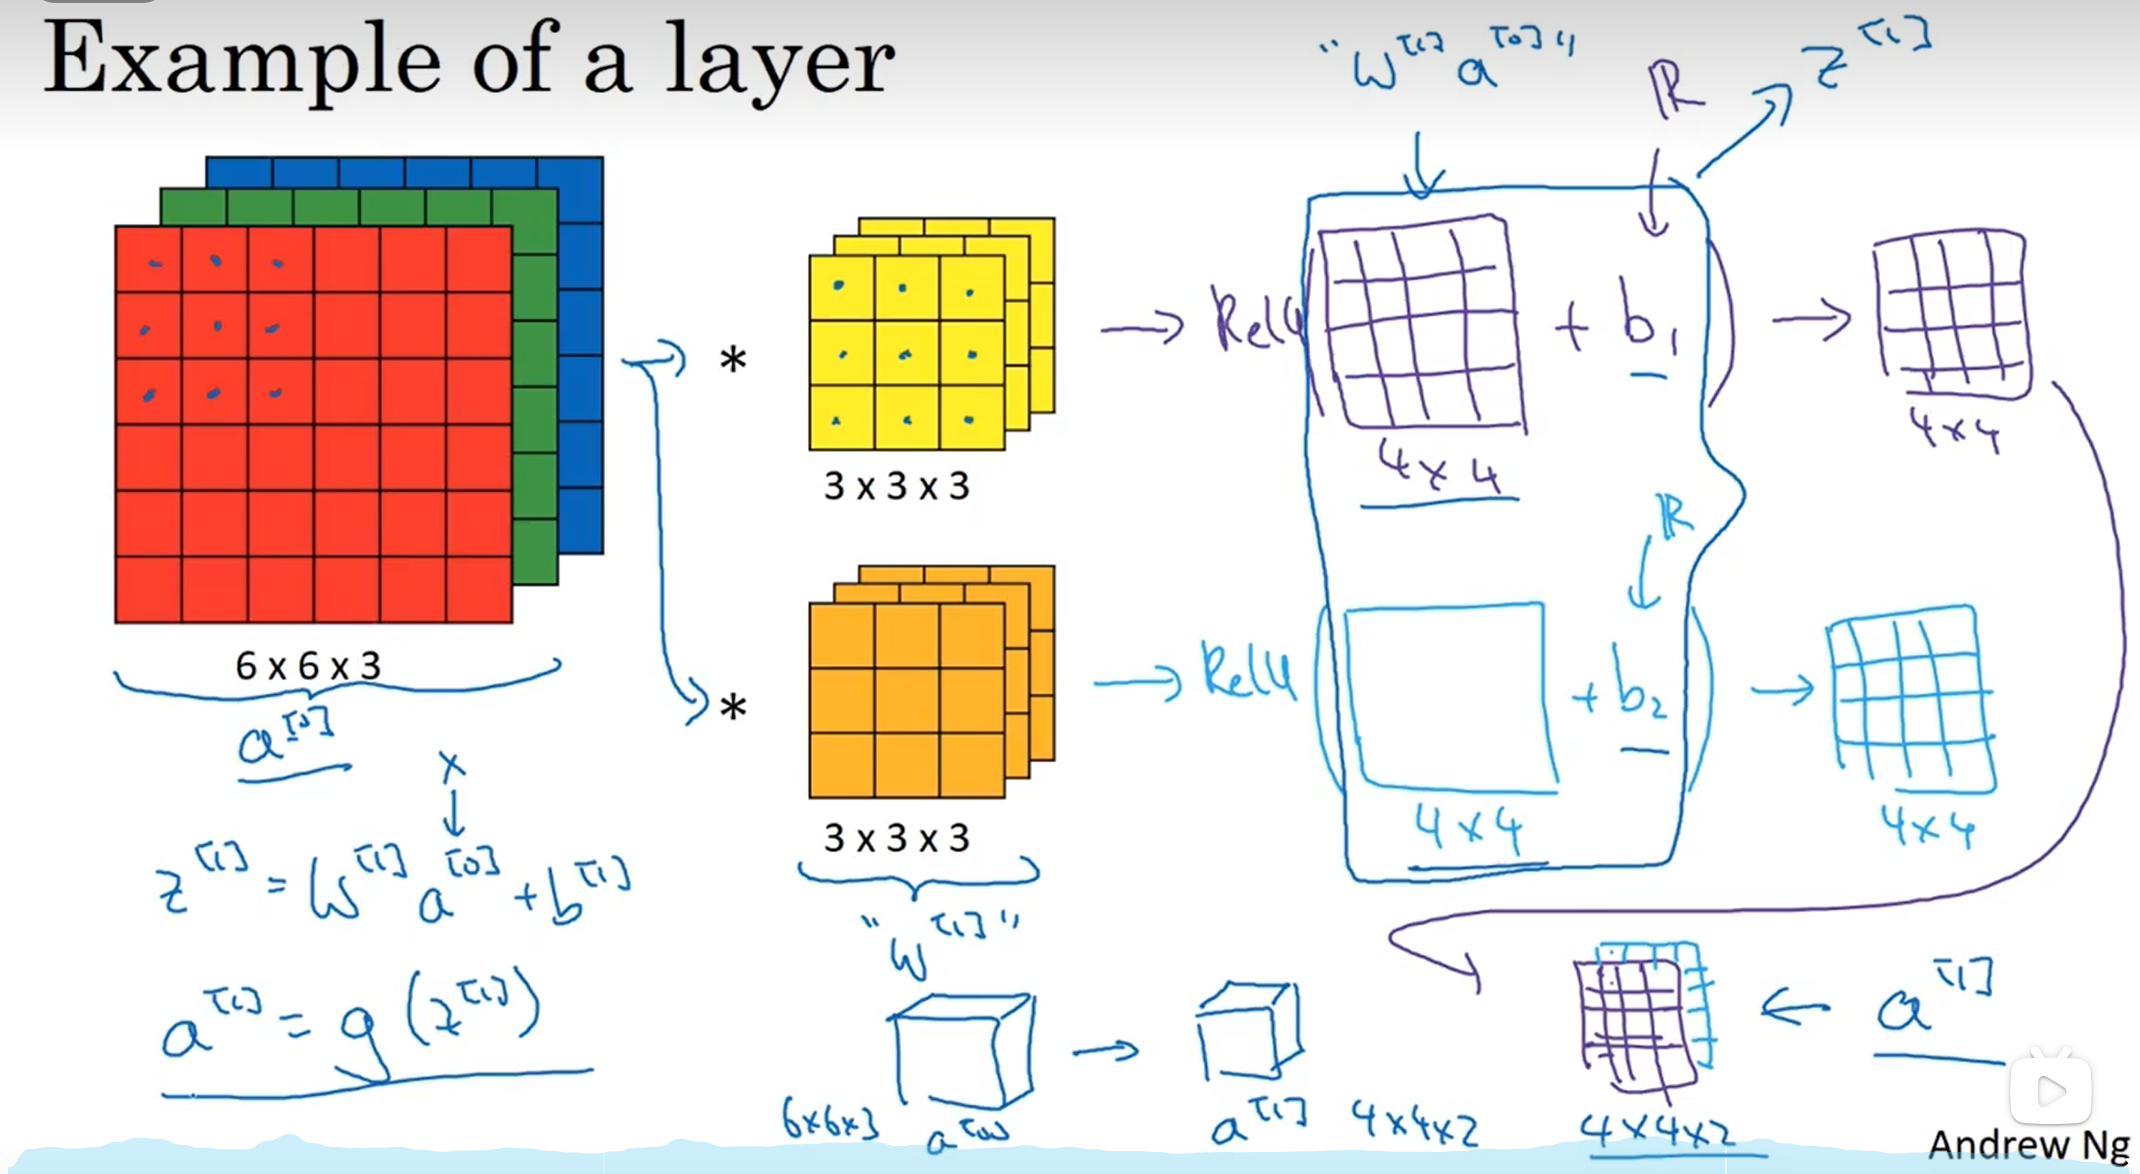 Example of a layer
"W^[1] a^[0]"
ℝ
z^[1]
6 x 6 x 3
a^[0]
x
z^[1] = W^[1] a^[0] + b^[1]
a^[1] = g(z^[1])
*
3 x 3 x 3
→ ReLU ( + b₁ ) →
4 x 4
4 x 4
*
3 x 3 x 3
ℝ
→ ReLU ( + b₂ ) →
4 x 4
4 x 4
"W^[1]"
6x6x3
a^[0]
→
a^[1]
4x4x2
4x4x2
← a^[1]
Andrew Ng